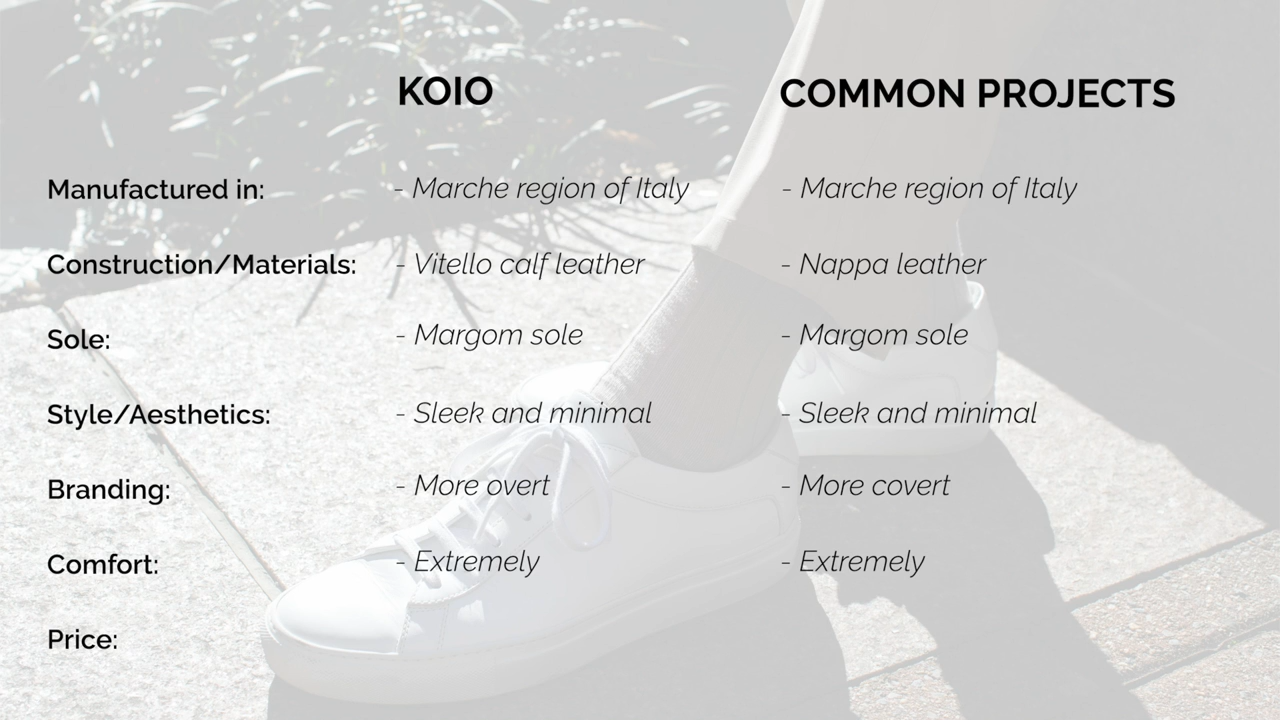 KOIO COMMON PROJECTS
Manufactured in: - Marche region of Italy - Marche region of Italy
Construction/Materials: - Vitello calf leather - Nappa leather
Sole: - Margom sole - Margom sole
Style/Aesthetics: - Sleek and minimal - Sleek and minimal
Branding: - More overt - More covert
Comfort: - Extremely - Extremely
Price: